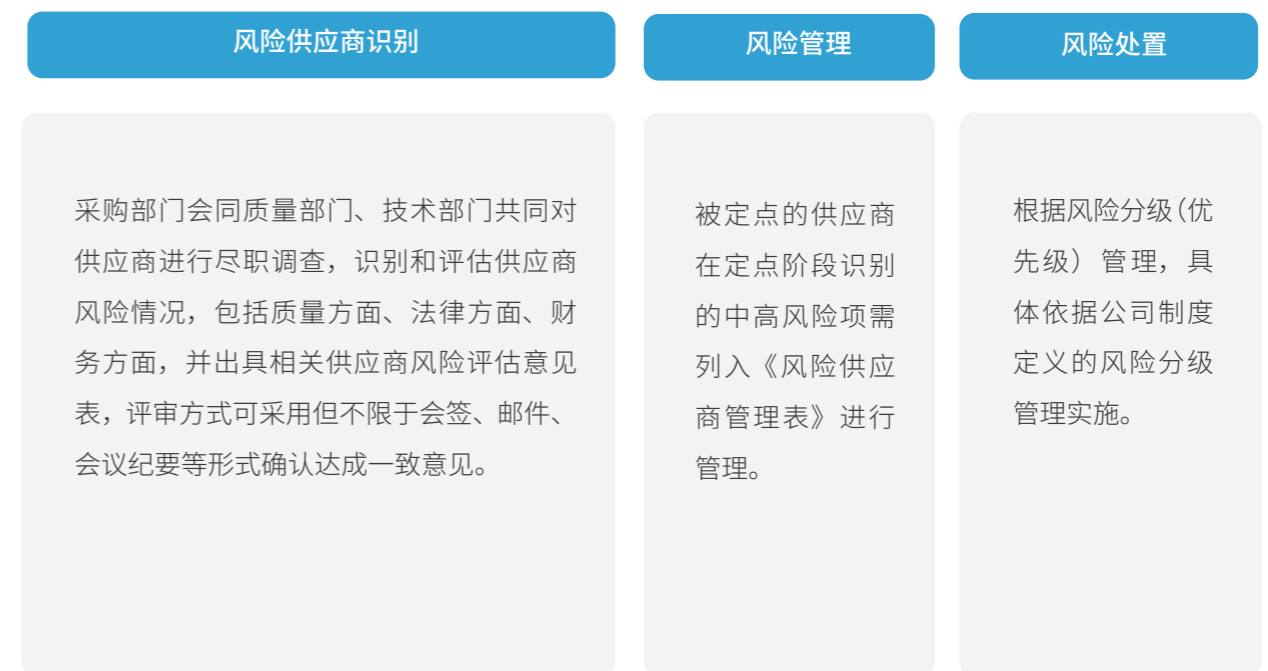 风险供应商识别
采购部门会同质量部门、技术部门共同对
供应商进行尽职调查，识别和评估供应商
风险情况，包括质量方面、法律方面、财
务方面，并出具相关供应商风险评估意见
表，评审方式可采用但不限于会签、邮件、
会议纪要等形式确认达成一致意见。
风险管理
被定点的供应商
在定点阶段识别
的中高风险项需
列入《风险供应
商管理表》进行
管理。
风险处置
根据风险分级（优
先级）管理，具
体依据公司制度
定义的风险分级
管理实施。